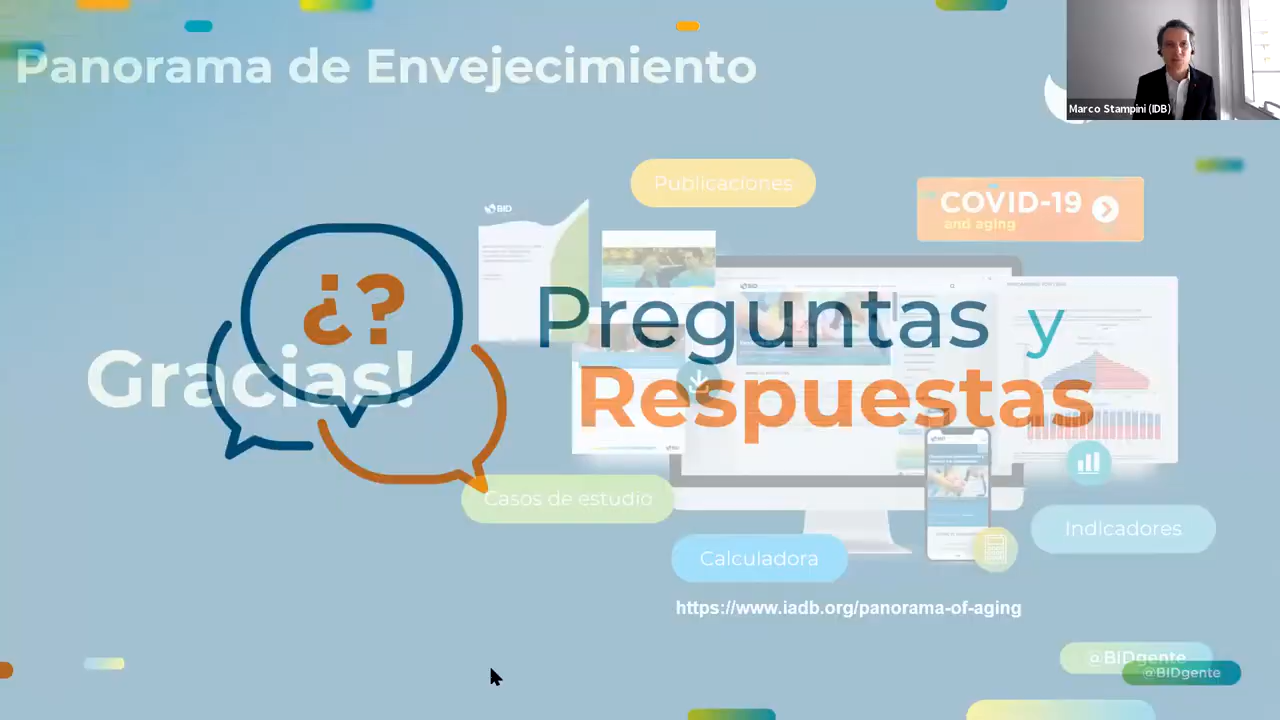 Panorama de Envejecimiento
Marco Stampini (IDB)
Publicaciones
COVID-19
and aging
BID
¿?
Preguntas y
Respuestas
Gracias!
Casos de estudio
Indicadores
Calculadora
https://www.iadb.org/panorama-of-aging
@BIDgente
@BIDgente